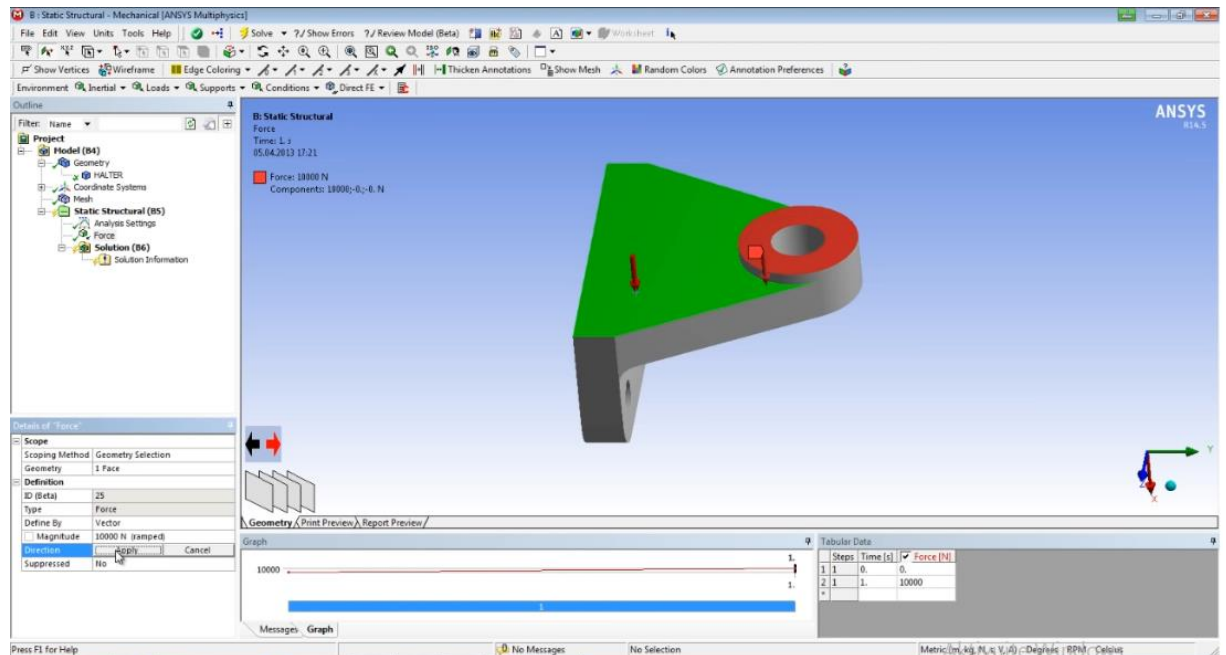 B : Static Structural - Mechanical [ANSYS Multiphysics]
File Edit View Units Tools Help Solve ?/ Show Errors ?/ Review Model (Beta) A Worksheet
Show Vertices Wireframe Edge Coloring Thicken Annotations Show Mesh Random Colors Annotation Preferences
Environment Inertial Loads Supports Conditions Direct FE
Outline
Filter: Name
Project
Model (B4)
Geometry
HALTER
Coordinate Systems
Mesh
Static Structural (B5)
Analysis Settings
Force
Solution (B6)
Solution Information
B: Static Structural
Force
Time: 1. s
05.04.2013 17:21
Force: 10000 N
Components: 10000;-0.;-0. N
ANSYS
R14.5
Y
X
Details of "Force"
Scope
Scoping Method Geometry Selection
Geometry 1 Face
Definition
ID (Beta) 25
Type Force
Define By Vector
Magnitude 10000 N (ramped)
Direction Apply Cancel
Suppressed No
Geometry Print Preview Report Preview
Graph
10000
1.
1.
1
Messages Graph
Tabular Data
Steps Time [s] Force [N]
1 1 0. 0.
2 1 1. 10000
*
Press F1 for Help No Messages No Selection Metric (m, kg, N, s, V, A) Degrees RPM Celsius